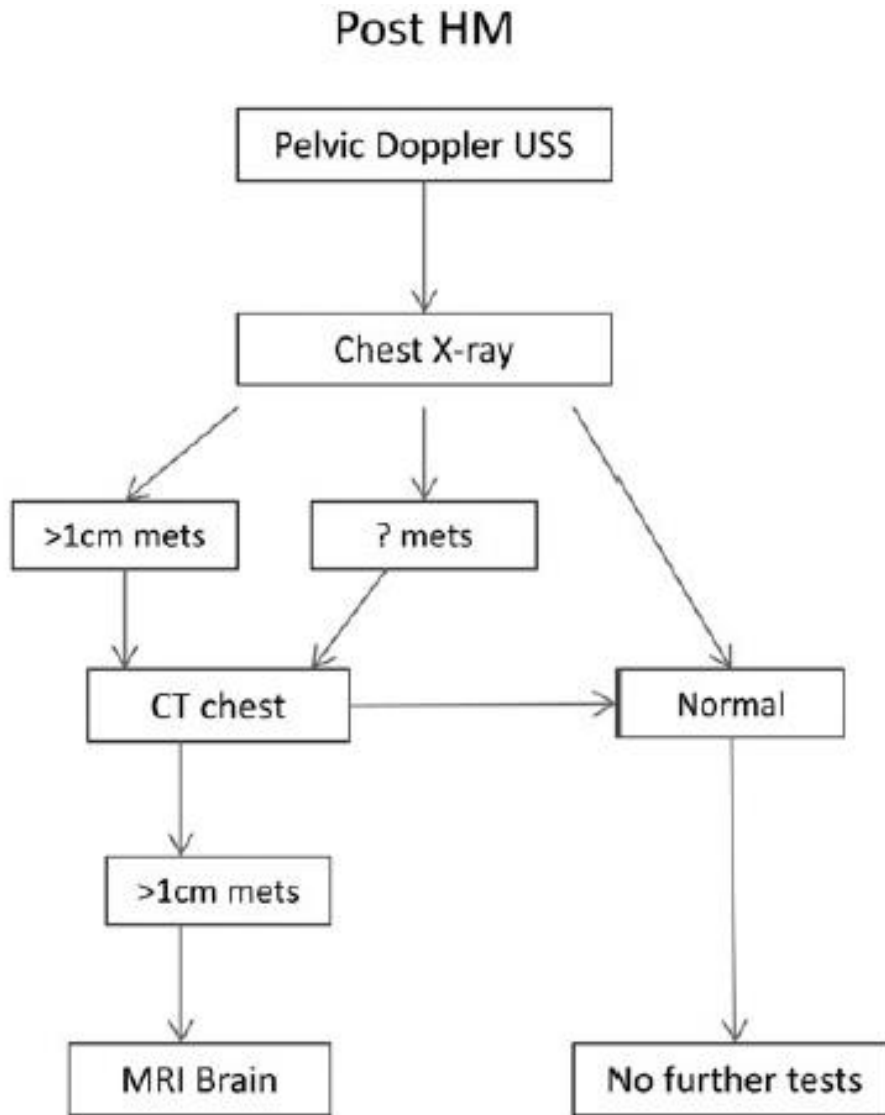 Post HM
Pelvic Doppler USS
Chest X-ray
>1cm mets
? mets
CT chest
Normal
>1cm mets
MRI Brain
No further tests